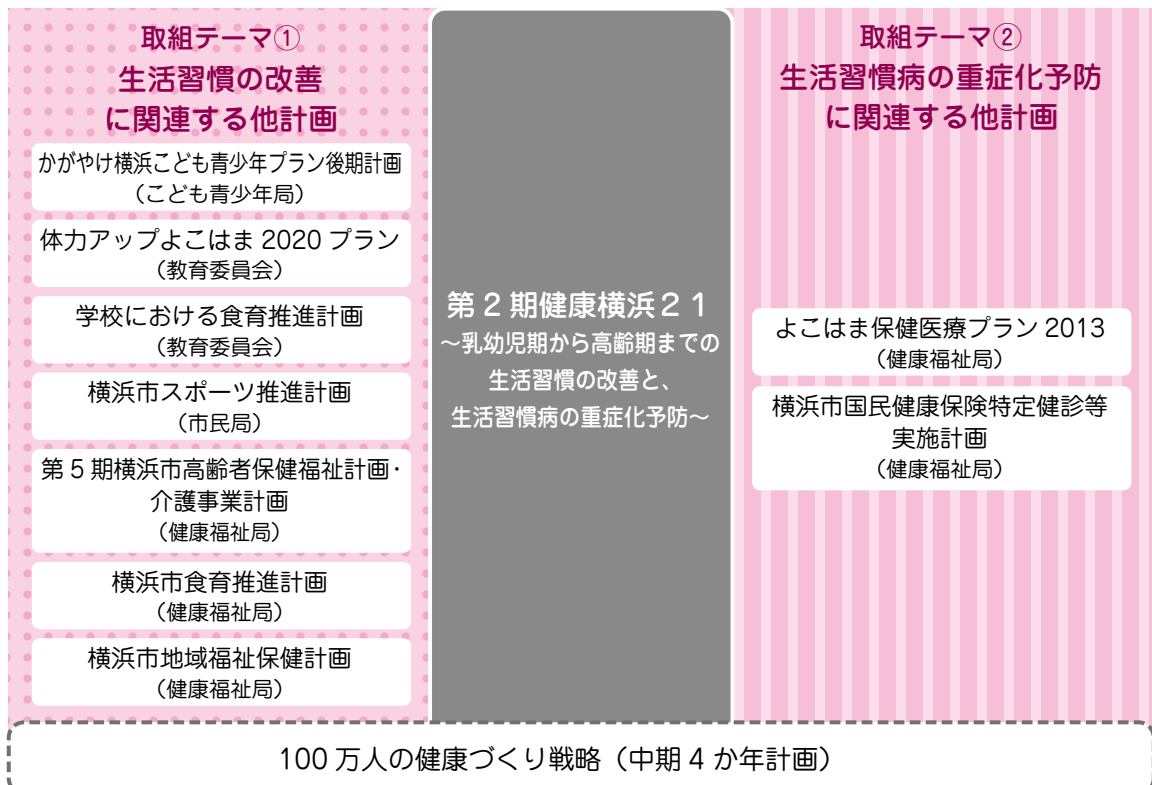 取組テーマ①
生活習慣の改善
に関連する他計画
かがやけ横浜こども青少年プラン後期計画
（こども青少年局）
体力アップよこはま 2020 プラン
（教育委員会）
学校における食育推進計画
（教育委員会）
横浜市スポーツ推進計画
（市民局）
第５期横浜市高齢者保健福祉計画・
介護事業計画
（健康福祉局）
横浜市食育推進計画
（健康福祉局）
横浜市地域福祉保健計画
（健康福祉局）
第２期健康横浜２１
～乳幼児期から高齢期までの
生活習慣の改善と、
生活習慣病の重症化予防～
取組テーマ②
生活習慣病の重症化予防
に関連する他計画
よこはま保健医療プラン 2013
（健康福祉局）
横浜市国民健康保険特定健診等
実施計画
（健康福祉局）
100 万人の健康づくり戦略（中期 4 か年計画）